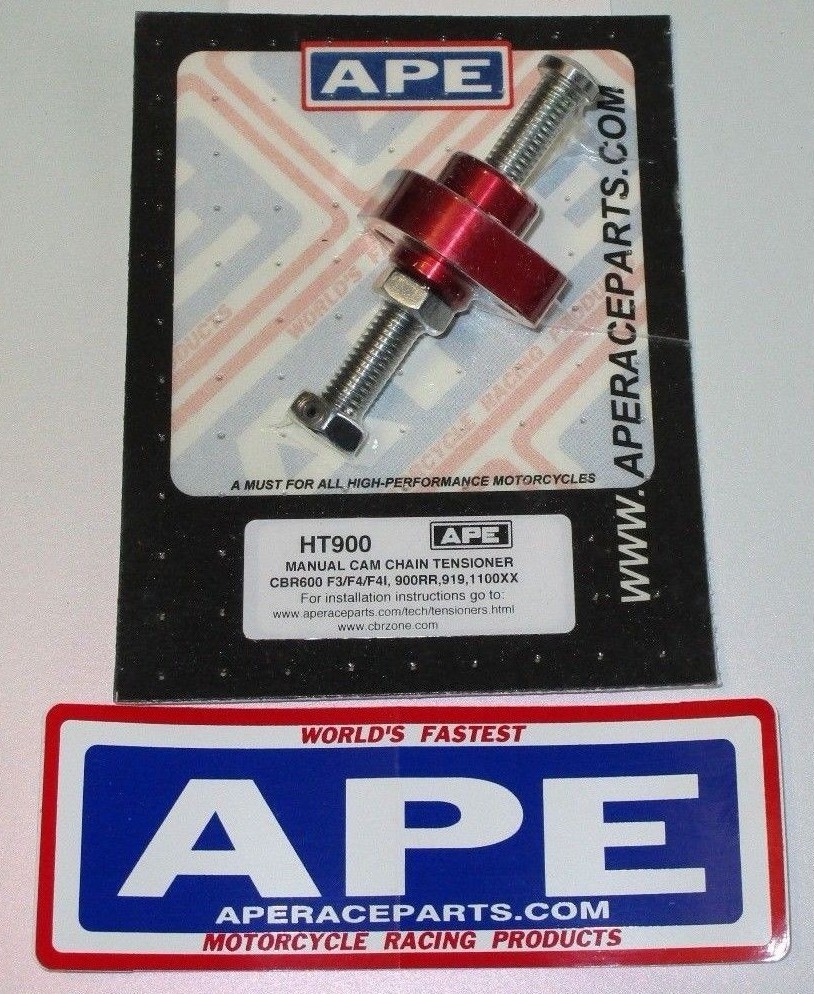 APE
WWW.APERACEPARTS.COM
WORLD'S
RACING
A MUST FOR ALL HIGH-PERFORMANCE MOTORCYCLES
HT900
APE
MANUAL CAM CHAIN TENSIONER
CBR600 F3/F4/F4I, 900RR,919,1100XX
For installation instructions go to:
www.aperaceparts.com/tech/tensioners.html
www.cbrzone.com
WORLD'S FASTEST
APE
APERACEPARTS.COM
MOTORCYCLE RACING PRODUCTS